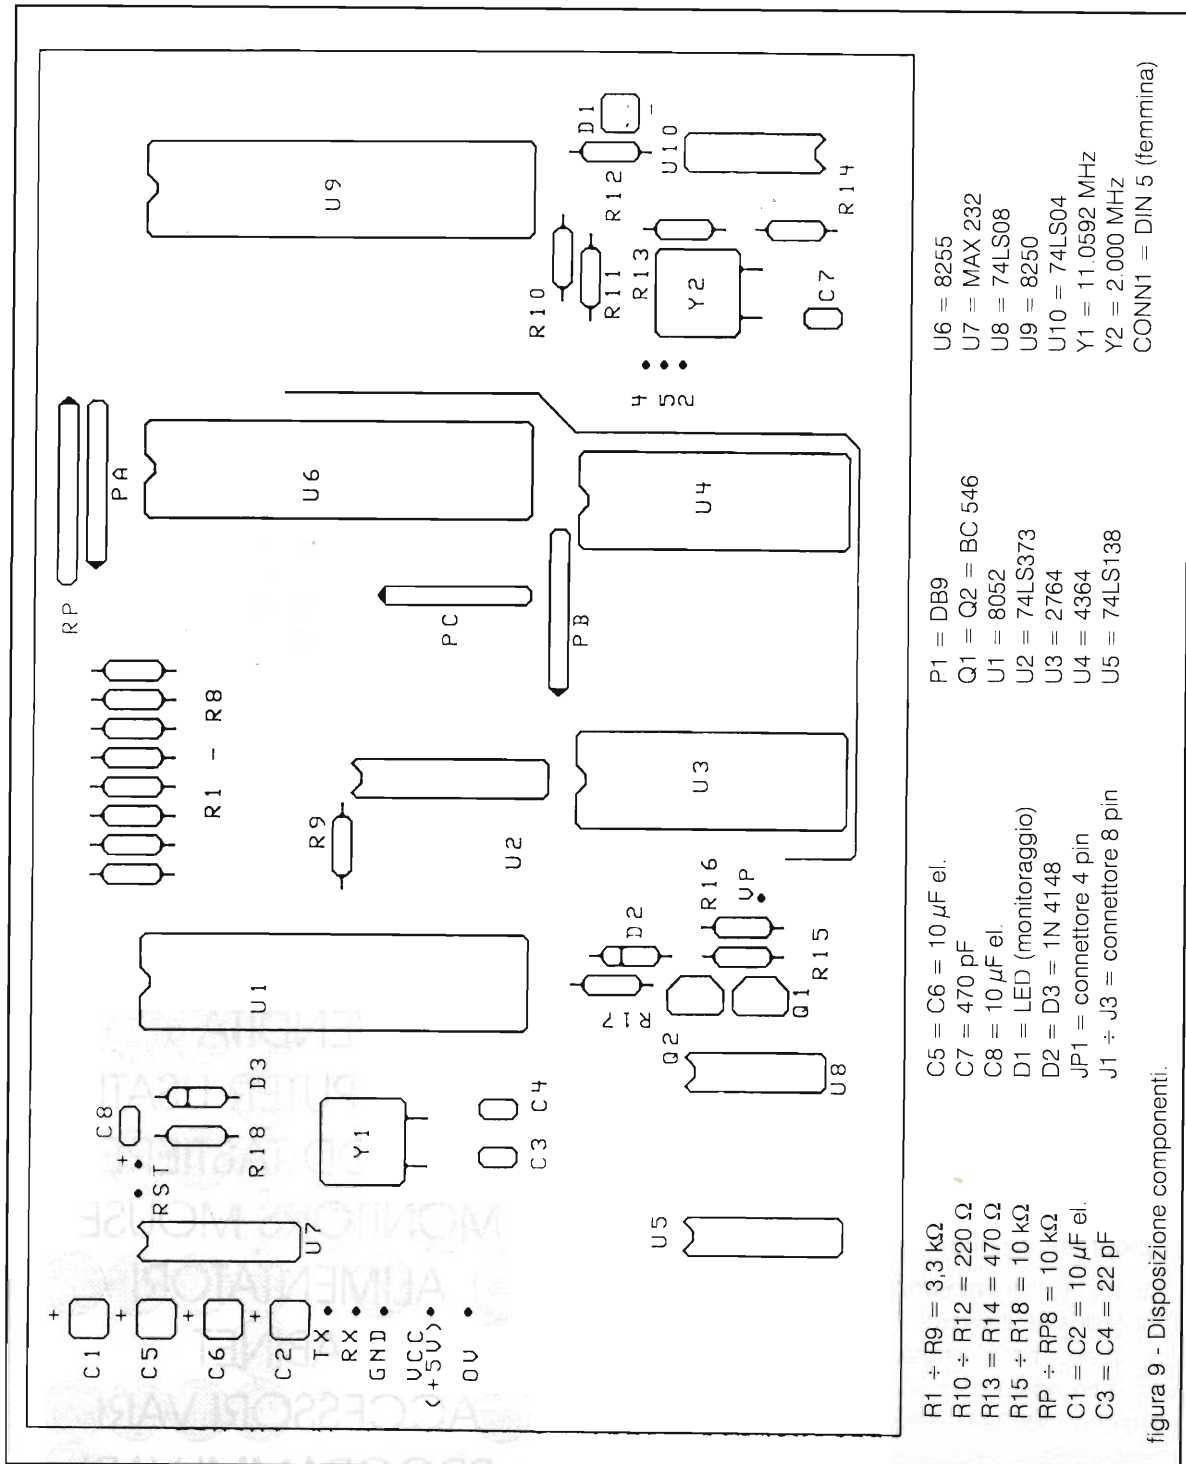 C1
+
C5
+
C6
+
C2
+
TX
RX
GND
VCC
(+5V)
0V
RST
+
C8
U7
R18
D3
Y1
C3
C4
U5
U1
R17
D2
Q2
Q1
U8
R15
R16
VP
R1 - R8
R9
U2
U3
RP
PA
PC
PB
U6
U4
U9
R10
R11
R12
D1
-
U10
R13
R14
Y2
C7
4
5
2
R1 ÷ R9 = 3,3 kΩ
R10 ÷ R12 = 220 Ω
R13 = R14 = 470 Ω
R15 ÷ R18 = 10 kΩ
RP ÷ RP8 = 10 kΩ
C1 = C2 = 10 µF el.
C3 = C4 = 22 pF
C5 = C6 = 10 µF el.
C7 = 470 pF
C8 = 10 µF el.
D1 = LED (monitoraggio)
D2 = D3 = 1N 4148
JP1 = connettore 4 pin
J1 ÷ J3 = connettore 8 pin
P1 = DB9
Q1 = Q2 = BC 546
U1 = 8052
U2 = 74LS373
U3 = 2764
U4 = 4364
U5 = 74LS138
U6 = 8255
U7 = MAX 232
U8 = 74LS08
U9 = 8250
U10 = 74LS04
Y1 = 11.0592 MHz
Y2 = 2.000 MHz
CONN1 = DIN 5 (femmina)
figura 9 - Disposizione componenti.